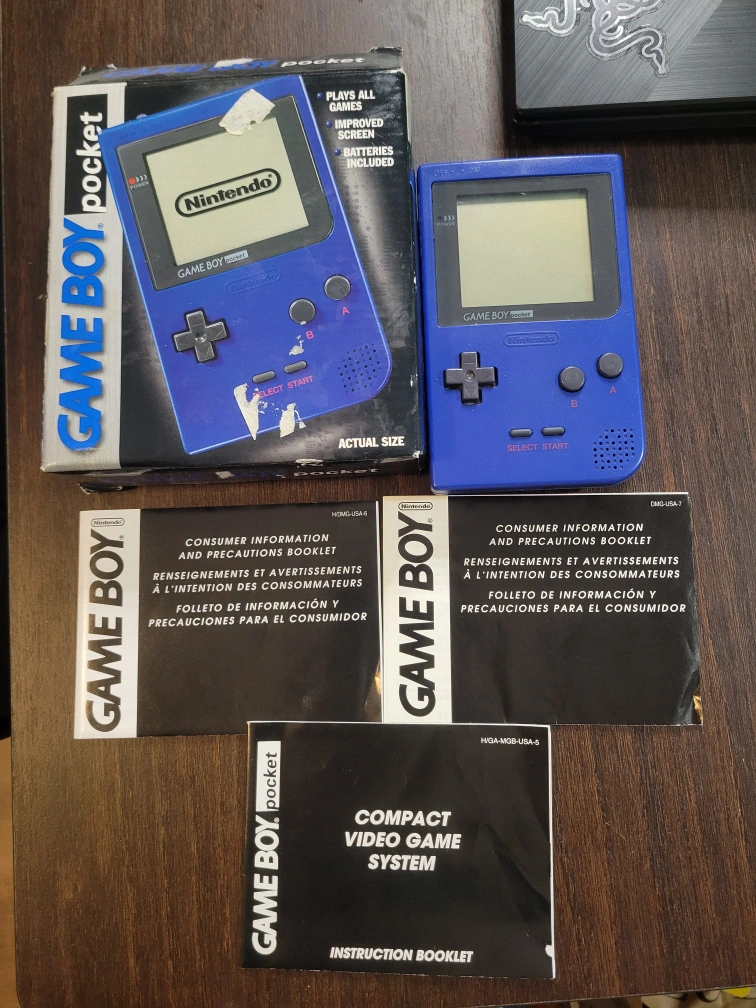 pocket
GAME BOY
pocket
PLAYS ALL
GAMES
IMPROVED
SCREEN
BATTERIES
INCLUDED
POWER
Nintendo
GAME BOY pocket
Nintendo
B
A
SELECT START
ACTUAL SIZE
pocket
OFF ON
POWER
GAME BOY pocket
Nintendo
B
A
SELECT START
Nintendo
GAME BOY
H/DMG-USA-6
CONSUMER INFORMATION
AND PRECAUTIONS BOOKLET
RENSEIGNEMENTS ET AVERTISSEMENTS
À L'INTENTION DES CONSOMMATEURS
FOLLETO DE INFORMACIÓN Y
PRECAUCIONES PARA EL CONSUMIDOR
Nintendo
GAME BOY
DMG-USA-7
CONSUMER INFORMATION
AND PRECAUTIONS BOOKLET
RENSEIGNEMENTS ET AVERTISSEMENTS
À L'INTENTION DES CONSOMMATEURS
FOLLETO DE INFORMACIÓN Y
PRECAUCIONES PARA EL CONSUMIDOR
GAME BOY pocket
H/GA-MGB-USA-5
COMPACT
VIDEO GAME
SYSTEM
INSTRUCTION BOOKLET